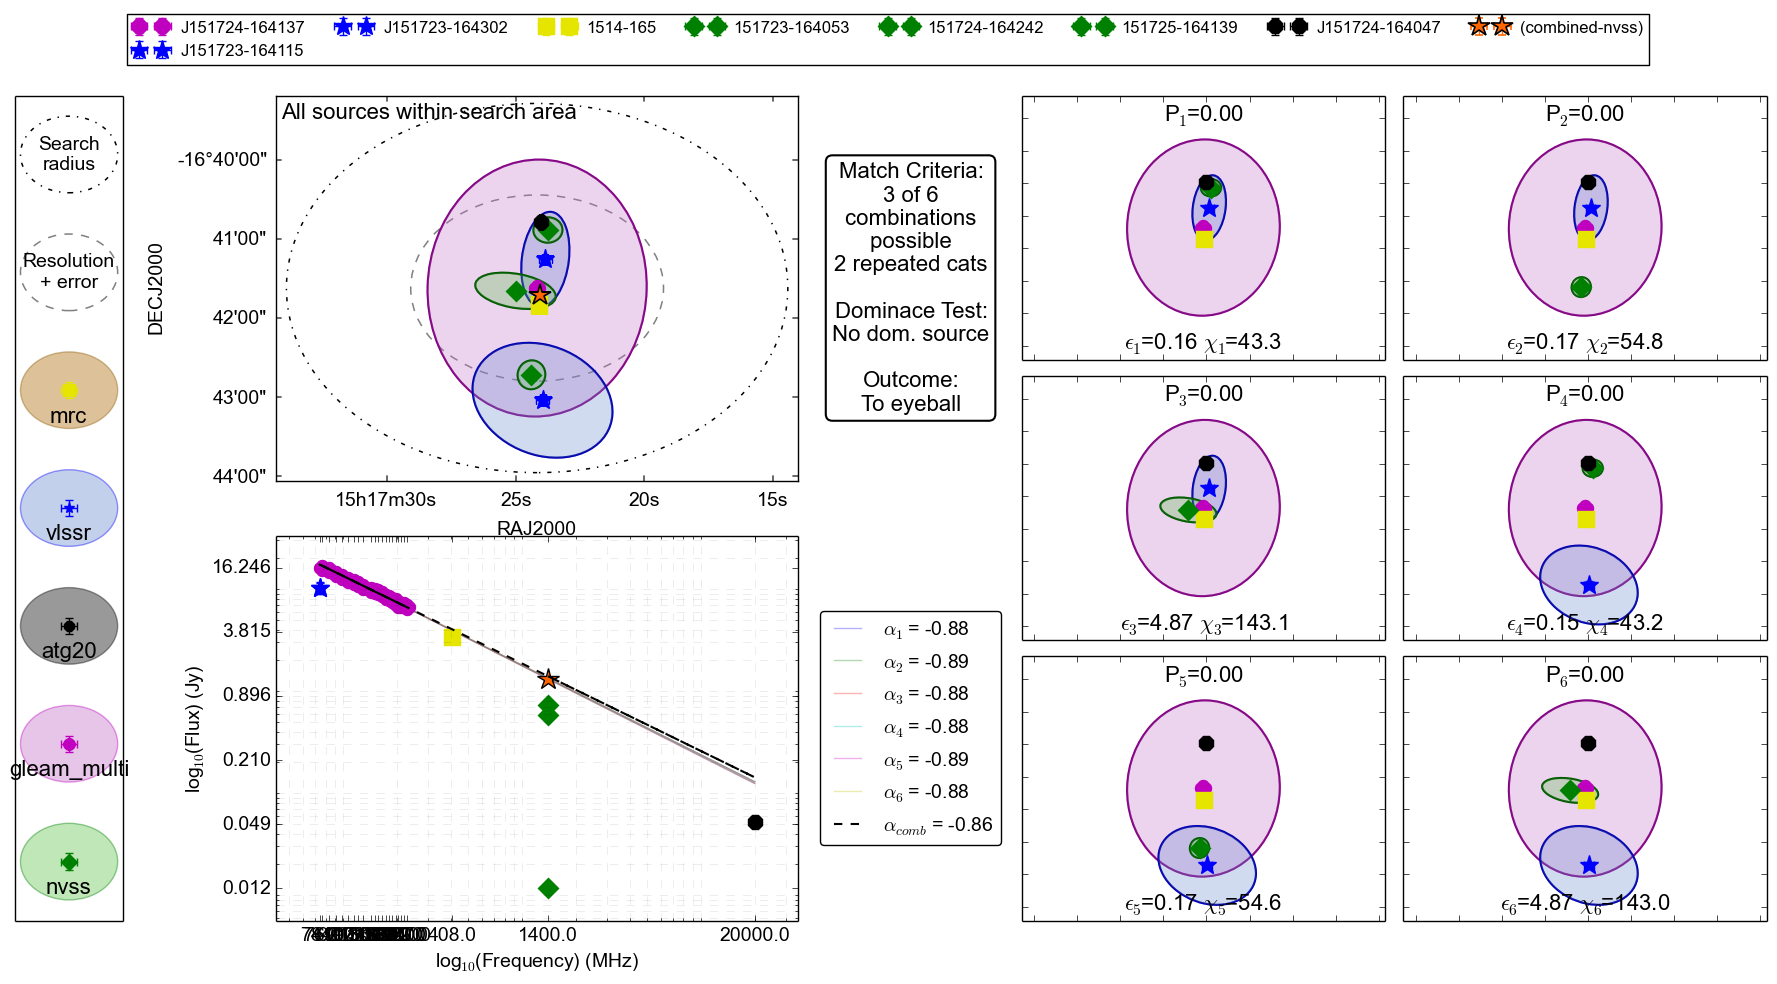 J151724-164137 J151723-164302 1514-165 151723-164053 151724-164242 151725-164139 J151724-164047 (combined-nvss)
J151723-164115
Search
radius
Resolution
+ error
mrc
vlssr
atg20
gleam_multi
nvss
All sources within search area
DECJ2000
-16°40'00"
41'00"
42'00"
43'00"
44'00"
15h17m30s 25s 20s 15s
RAJ2000
Match Criteria:
3 of 6
combinations
possible
2 repeated cats
Dominace Test:
No dom. source
Outcome:
To eyeball
log10(Flux) (Jy)
16.246
3.815
0.896
0.210
0.049
0.012
408.0 1400.0 20000.0
log10(Frequency) (MHz)
α1 = -0.88
α2 = -0.89
α3 = -0.88
α4 = -0.88
α5 = -0.89
α6 = -0.88
αcomb = -0.86
P1=0.00
ϵ1=0.16 χ1=43.3
P2=0.00
ϵ2=0.17 χ2=54.8
P3=0.00
ϵ3=4.87 χ3=143.1
P4=0.00
ϵ4=0.15 χ4=43.2
P5=0.00
ϵ5=0.17 χ5=54.6
P6=0.00
ϵ6=4.87 χ6=143.0